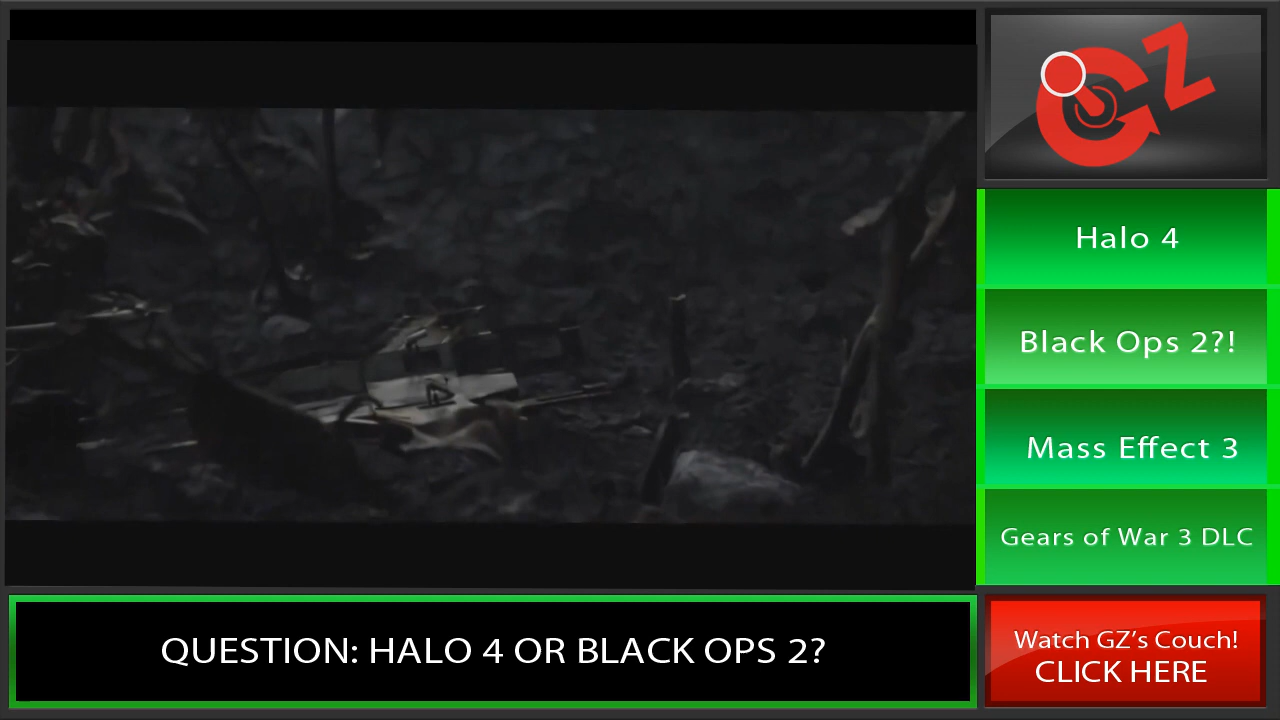 GZ
Halo 4
Black Ops 2?!
Mass Effect 3
Gears of War 3 DLC
QUESTION: HALO 4 OR BLACK OPS 2?
Watch GZ's Couch!
CLICK HERE